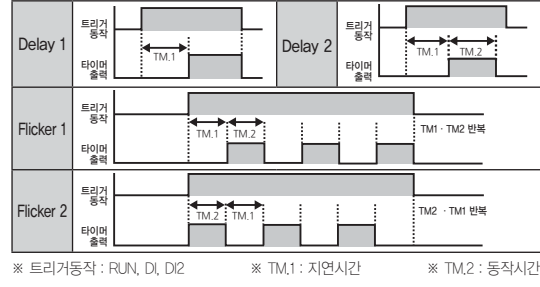 Delay 1
트리거
동작
TM.1
타이머
출력
Delay 2
트리거
동작
TM.1
TM.2
타이머
출력
Flicker 1
트리거
동작
TM.1
TM.2
TM1 · TM2 반복
타이머
출력
Flicker 2
트리거
동작
TM.2
TM.1
TM2 · TM1 반복
타이머
출력
※ 트리거동작 : RUN, DI, DI2 ※ TM.1 : 지연시간 ※ TM.2 : 동작시간